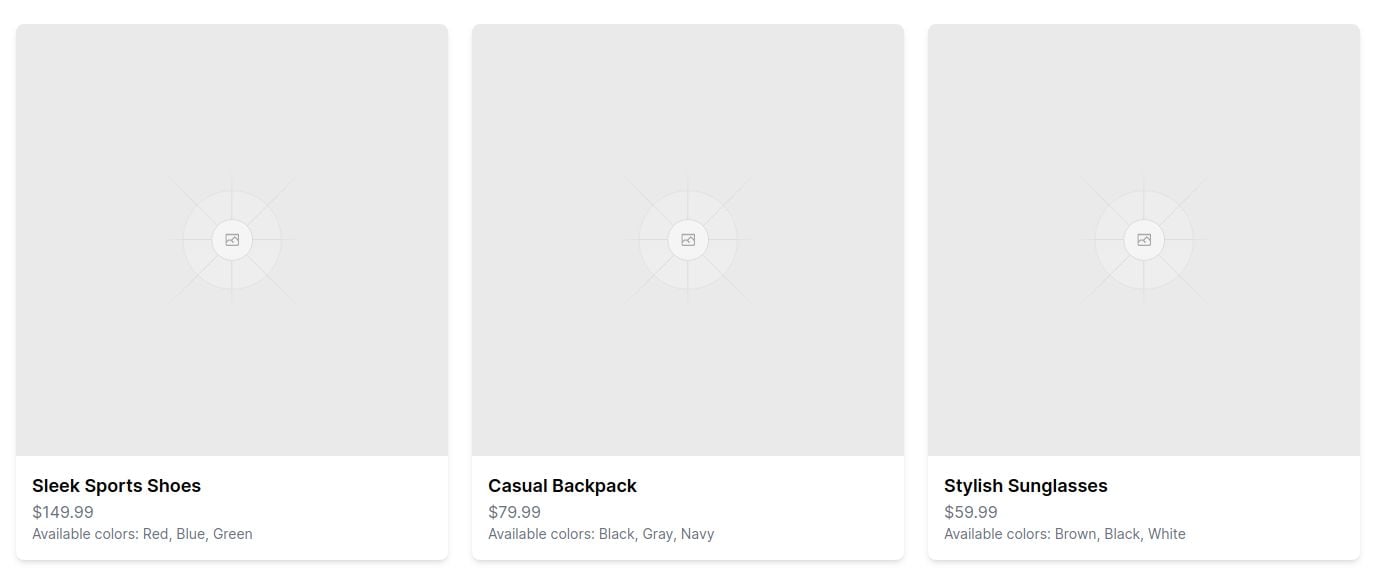 Sleek Sports Shoes
$149.99
Available colors: Red, Blue, Green
Casual Backpack
$79.99
Available colors: Black, Gray, Navy
Stylish Sunglasses
$59.99
Available colors: Brown, Black, White